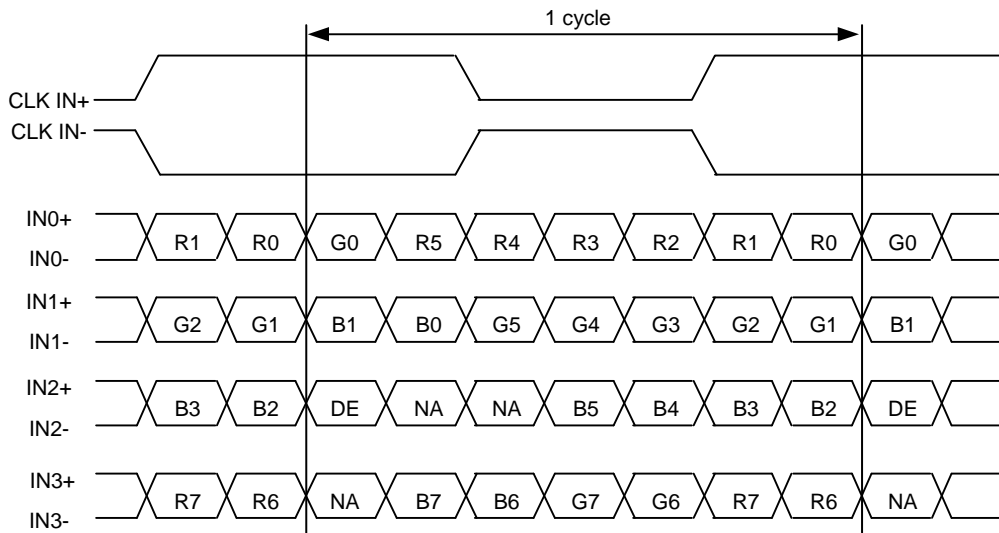 1 cycle
CLK IN+
CLK IN-
IN0+
R1 R0 G0 R5 R4 R3 R2 R1 R0 G0
IN0-
IN1+
G2 G1 B1 B0 G5 G4 G3 G2 G1 B1
IN1-
IN2+
B3 B2 DE NA NA B5 B4 B3 B2 DE
IN2-
IN3+
R7 R6 NA B7 B6 G7 G6 R7 R6 NA
IN3-